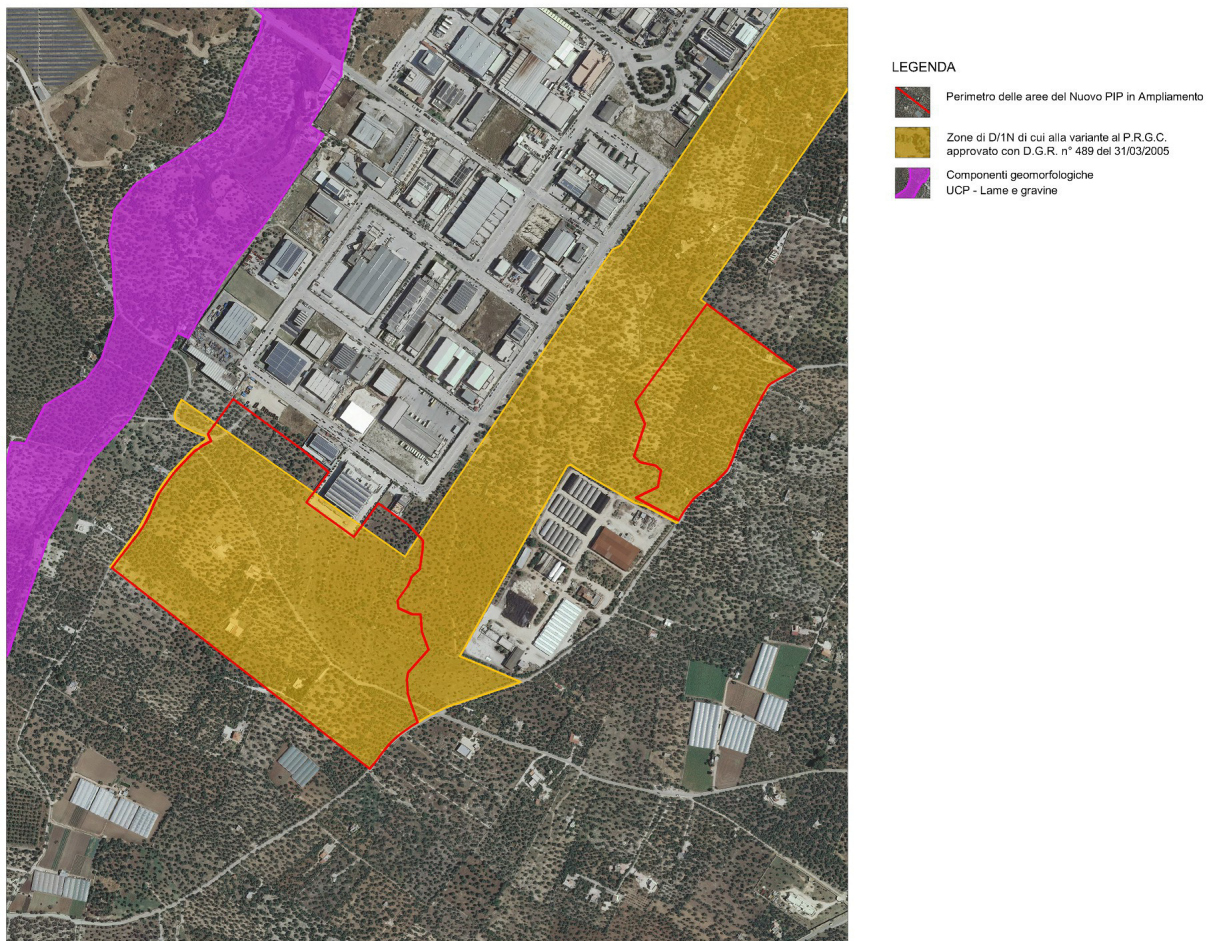 LEGENDA
Perimetro delle aree del Nuovo PIP in Ampliamento
Zone di D/1N di cui alla variante al P.R.G.C.
approvato con D.G.R. n° 489 del 31/03/2005
Componenti geomorfologiche
UCP - Lame e gravine